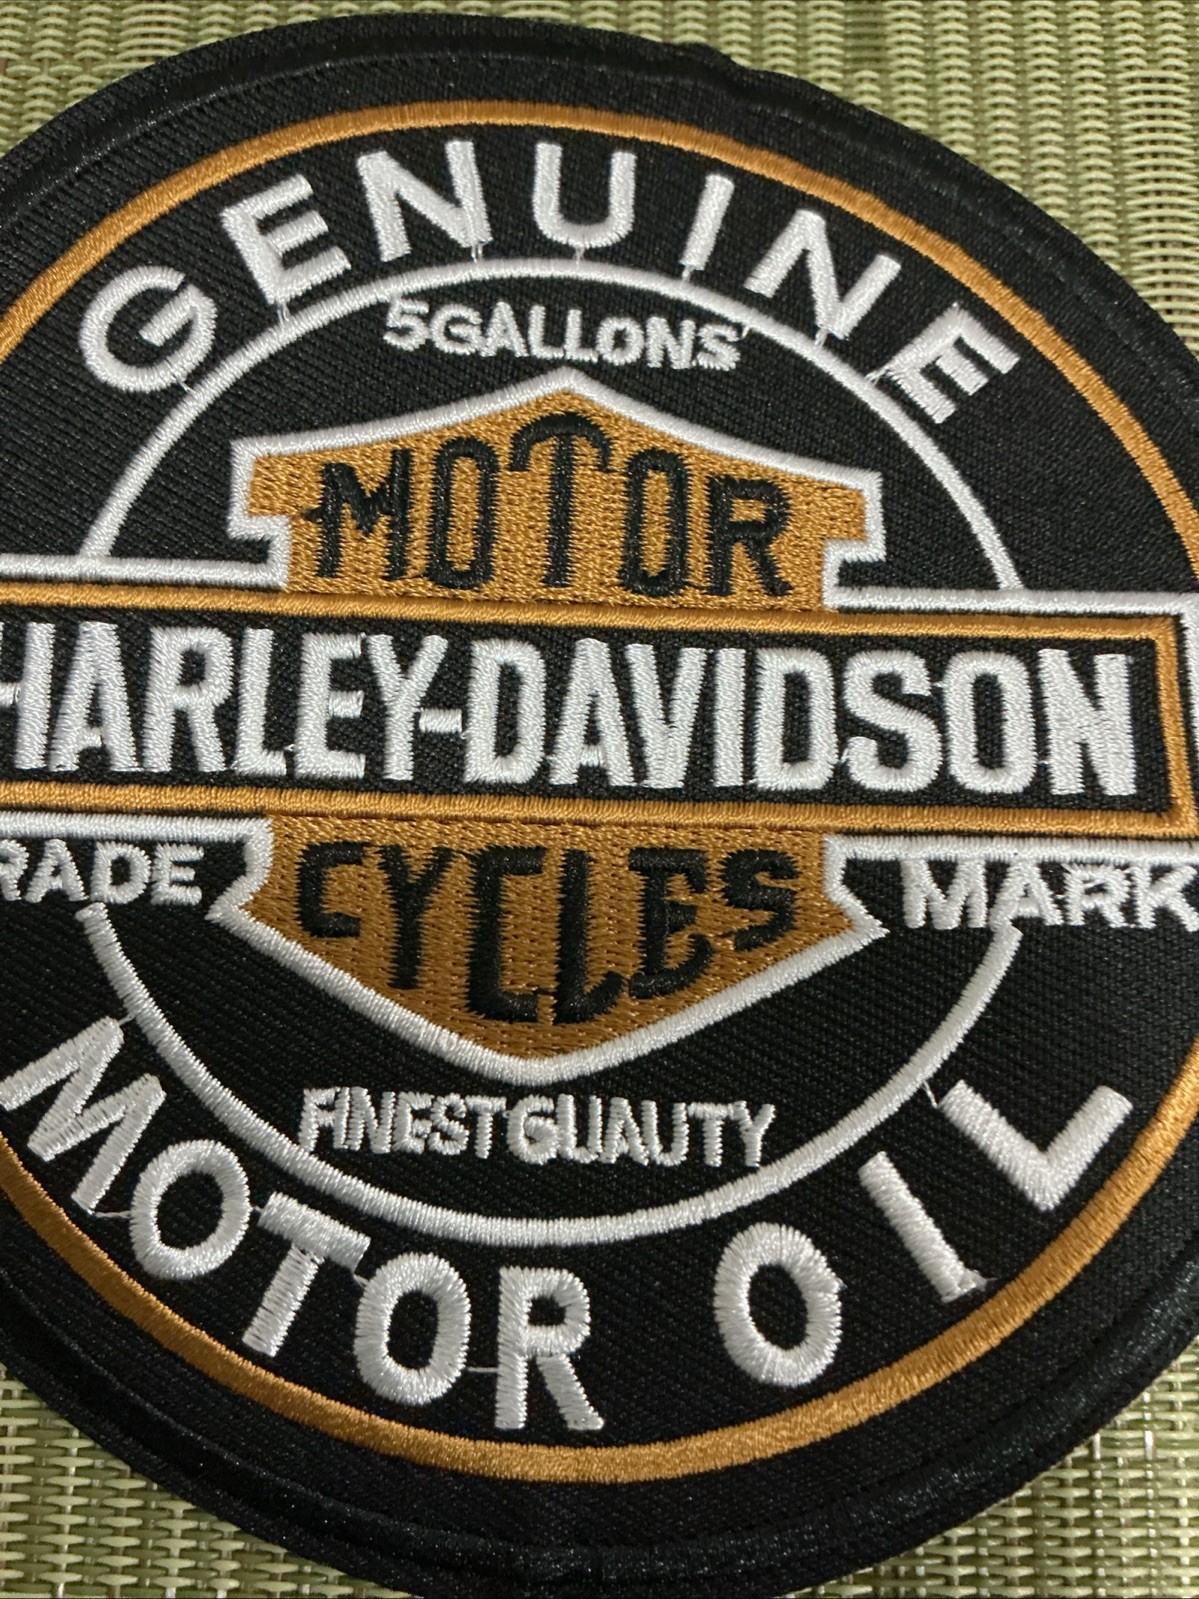 GENUINE
5GALLONS'
MOTOR
HARLEY-DAVIDSON
CYCLES
RADE MARK
FINEST GUAUTY
MOTOR OIL